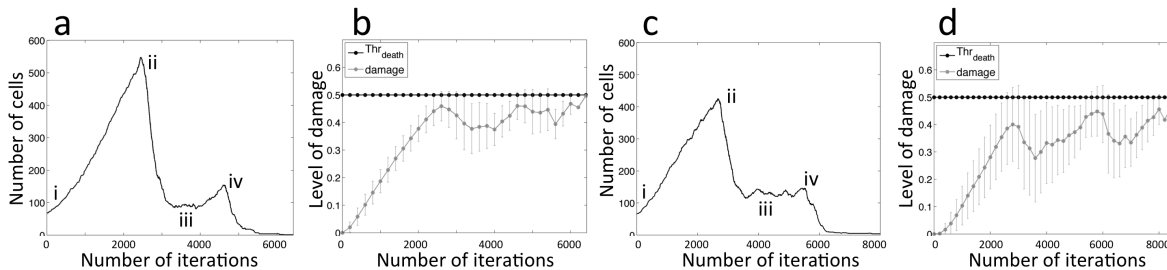 a
600
500
400
300
200
100
0
0
2000
4000
6000
Number of cells
Number of iterations
i
ii
iii
iv
b
Thr_death
damage
0.6
0.5
0.4
0.3
0.2
0.1
0
0
2000
4000
6000
Level of damage
Number of iterations
c
600
500
400
300
200
100
0
0
2000
4000
6000
8000
Number of cells
Number of iterations
i
ii
iii
iv
d
Thr_death
damage
0.6
0.5
0.4
0.3
0.2
0.1
0
0
2000
4000
6000
8000
Level of damage
Number of iterations